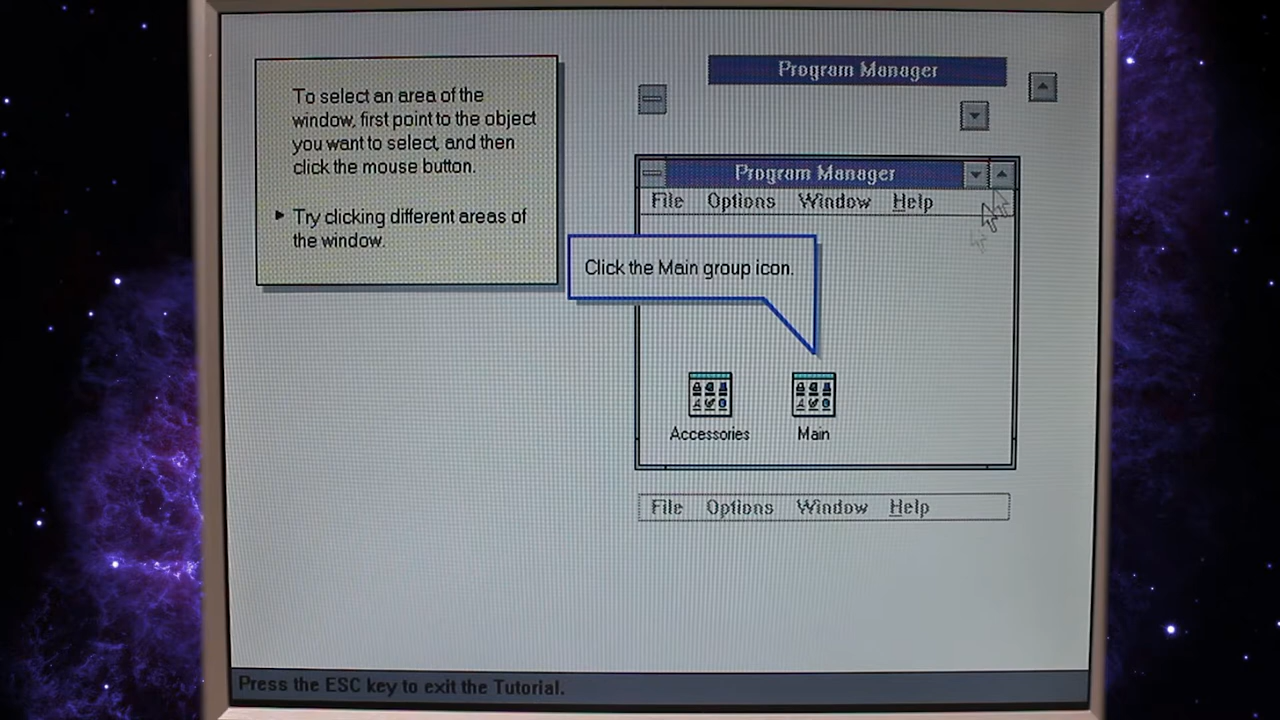 To select an area of the
window, first point to the object
you want to select, and then
click the mouse button.
Try clicking different areas of
the window.
Program Manager
Program Manager
File Options Window Help
Click the Main group icon.
Accessories Main
File Options Window Help
Press the ESC key to exit the Tutorial.